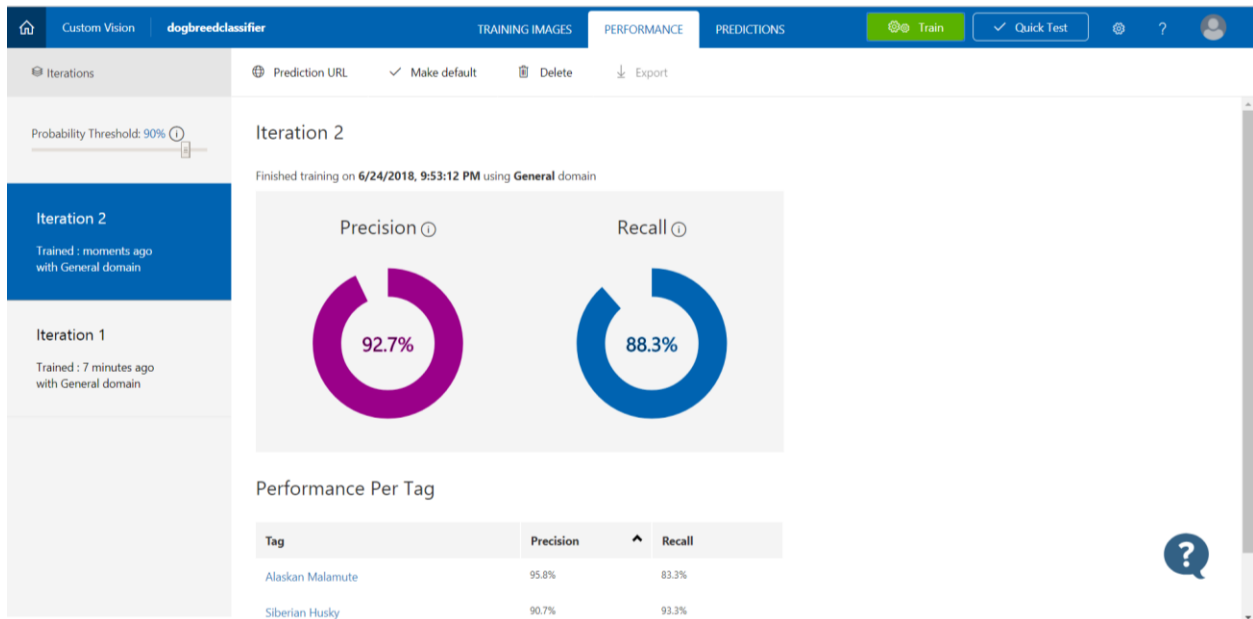 Custom Vision dogbreedclassifier TRAINING IMAGES PERFORMANCE PREDICTIONS Train Quick Test ?
Iterations Prediction URL Make default Delete Export
Probability Threshold: 90% i
Iteration 2
Finished training on 6/24/2018, 9:53:12 PM using General domain
Iteration 2
Trained : moments ago
with General domain
Precision i Recall i
92.7% 88.3%
Iteration 1
Trained : 7 minutes ago
with General domain
Performance Per Tag
Tag Precision Recall
Alaskan Malamute 95.8% 83.3%
Siberian Husky 90.7% 93.3%
?